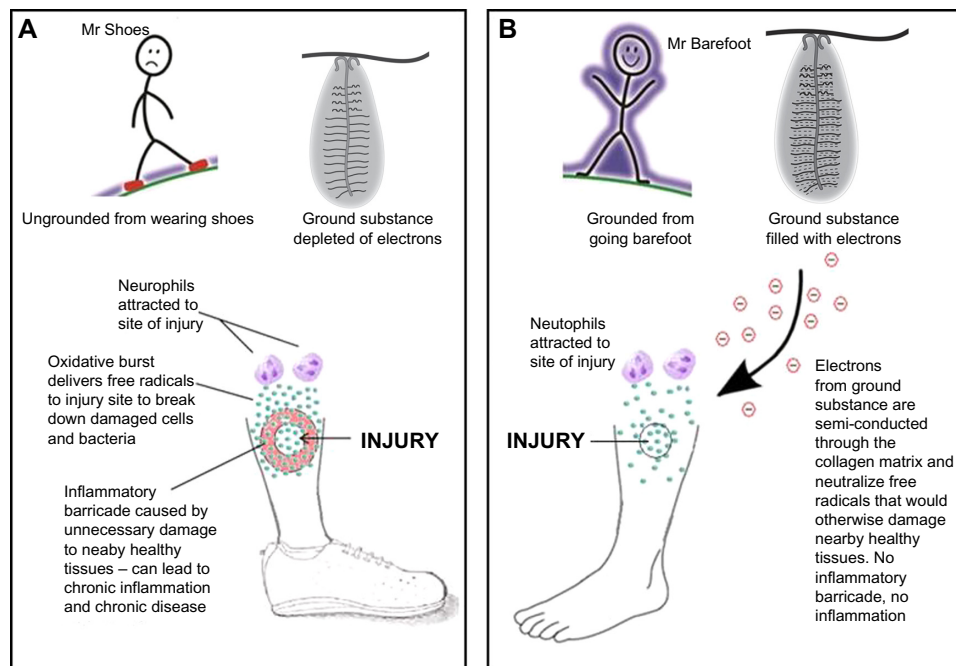 A
Mr Shoes
Ungrounded from wearing shoes
Ground substance
depleted of electrons
Neurophils
attracted to
site of injury
Oxidative burst
delivers free radicals
to injury site to break
down damaged cells
and bacteria
INJURY
Inflammatory
barricade caused by
unnecessary damage
to neaby healthy
tissues – can lead to
chronic inflammation
and chronic disease
B
Mr Barefoot
Grounded from
going barefoot
Ground substance
filled with electrons
Neutophils
attracted to
site of injury
INJURY
Electrons
from ground
substance are
semi-conducted
through the
collagen matrix and
neutralize free
radicals that would
otherwise damage
nearby healthy
tissues. No
inflammatory
barricade, no
inflammation